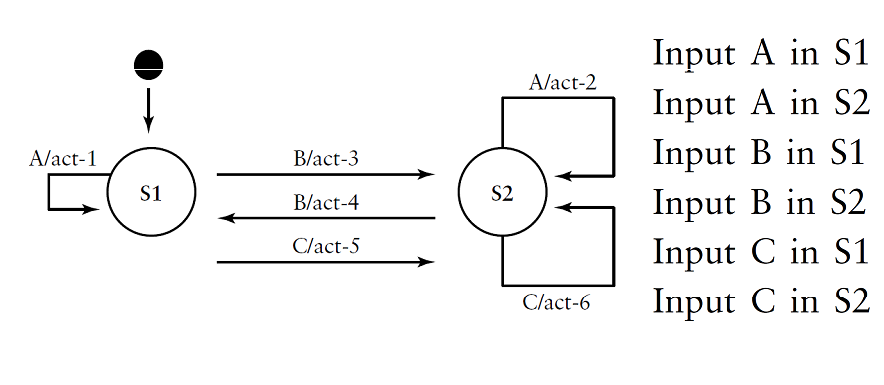 A/act-1
S1
B/act-3
B/act-4
C/act-5
A/act-2
S2
C/act-6
Input A in S1
Input A in S2
Input B in S1
Input B in S2
Input C in S1
Input C in S2